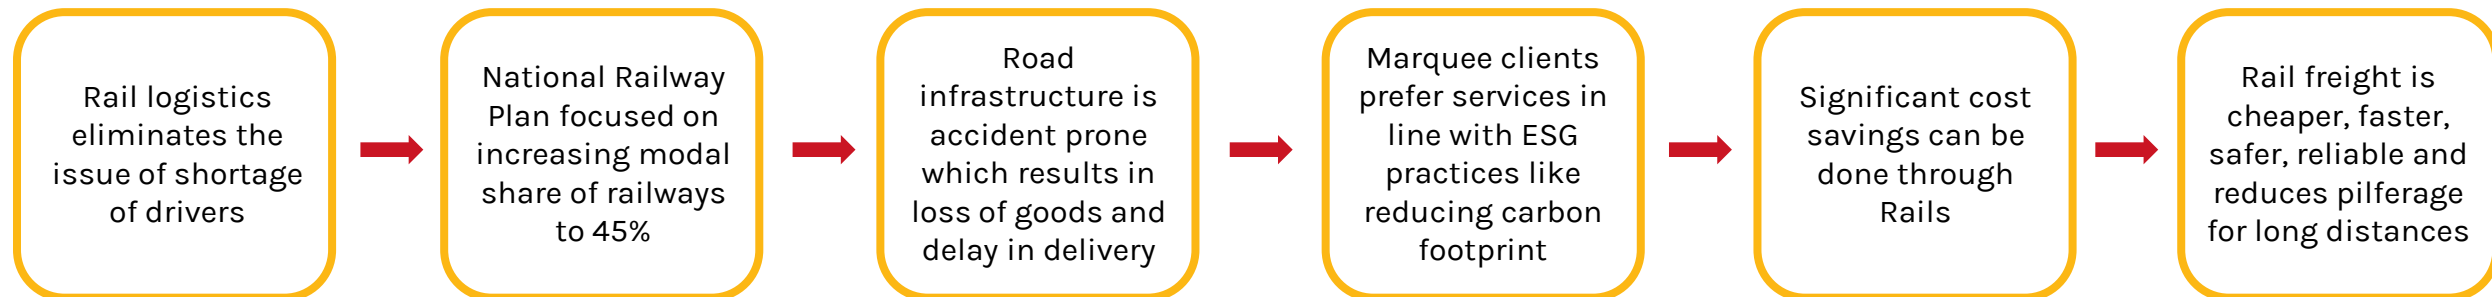 Rail logistics
eliminates the
issue of shortage
of drivers
National Railway
Plan focused on
increasing modal
share of railways
to 45%
Road
infrastructure is
accident prone
which results in
loss of goods and
delay in delivery
Marquee clients
prefer services in
line with ESG
practices like
reducing carbon
footprint
Significant cost
savings can be
done through
Rails
Rail freight is
cheaper, faster,
safer, reliable and
reduces pilferage
for long distances